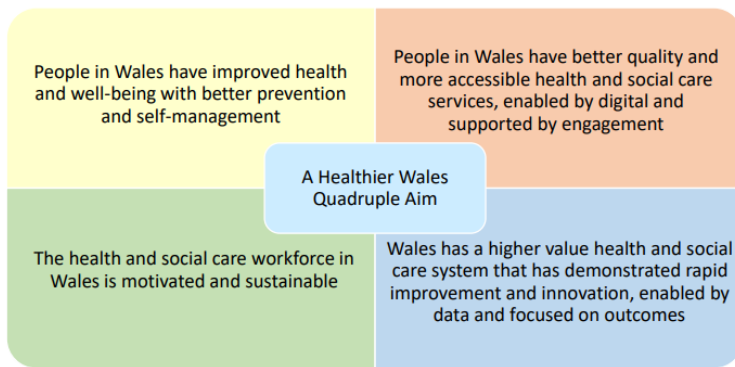 People in Wales have improved health
and well-being with better prevention
and self-management
People in Wales have better quality and
more accessible health and social care
services, enabled by digital and
supported by engagement
A Healthier Wales
Quadruple Aim
The health and social care workforce in
Wales is motivated and sustainable
Wales has a higher value health and social
care system that has demonstrated rapid
improvement and innovation, enabled by
data and focused on outcomes